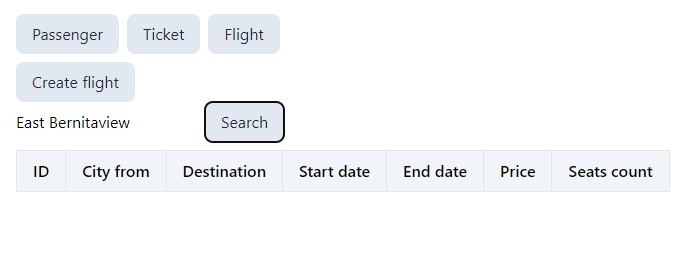 Passenger Ticket Flight
Create flight
East Bernitaview Search
ID City from Destination Start date End date Price Seats count